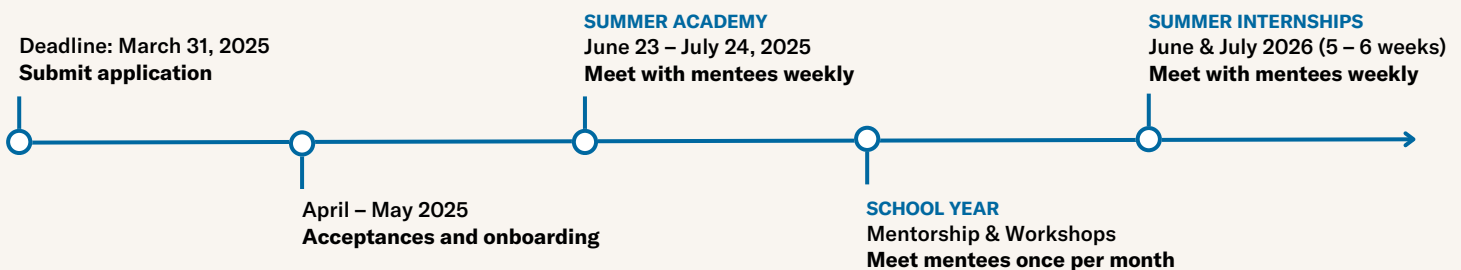 Deadline: March 31, 2025
Submit application
April – May 2025
Acceptances and onboarding
SUMMER ACADEMY
June 23 – July 24, 2025
Meet with mentees weekly
SCHOOL YEAR
Mentorship & Workshops
Meet mentees once per month
SUMMER INTERNSHIPS
June & July 2026 (5 – 6 weeks)
Meet with mentees weekly